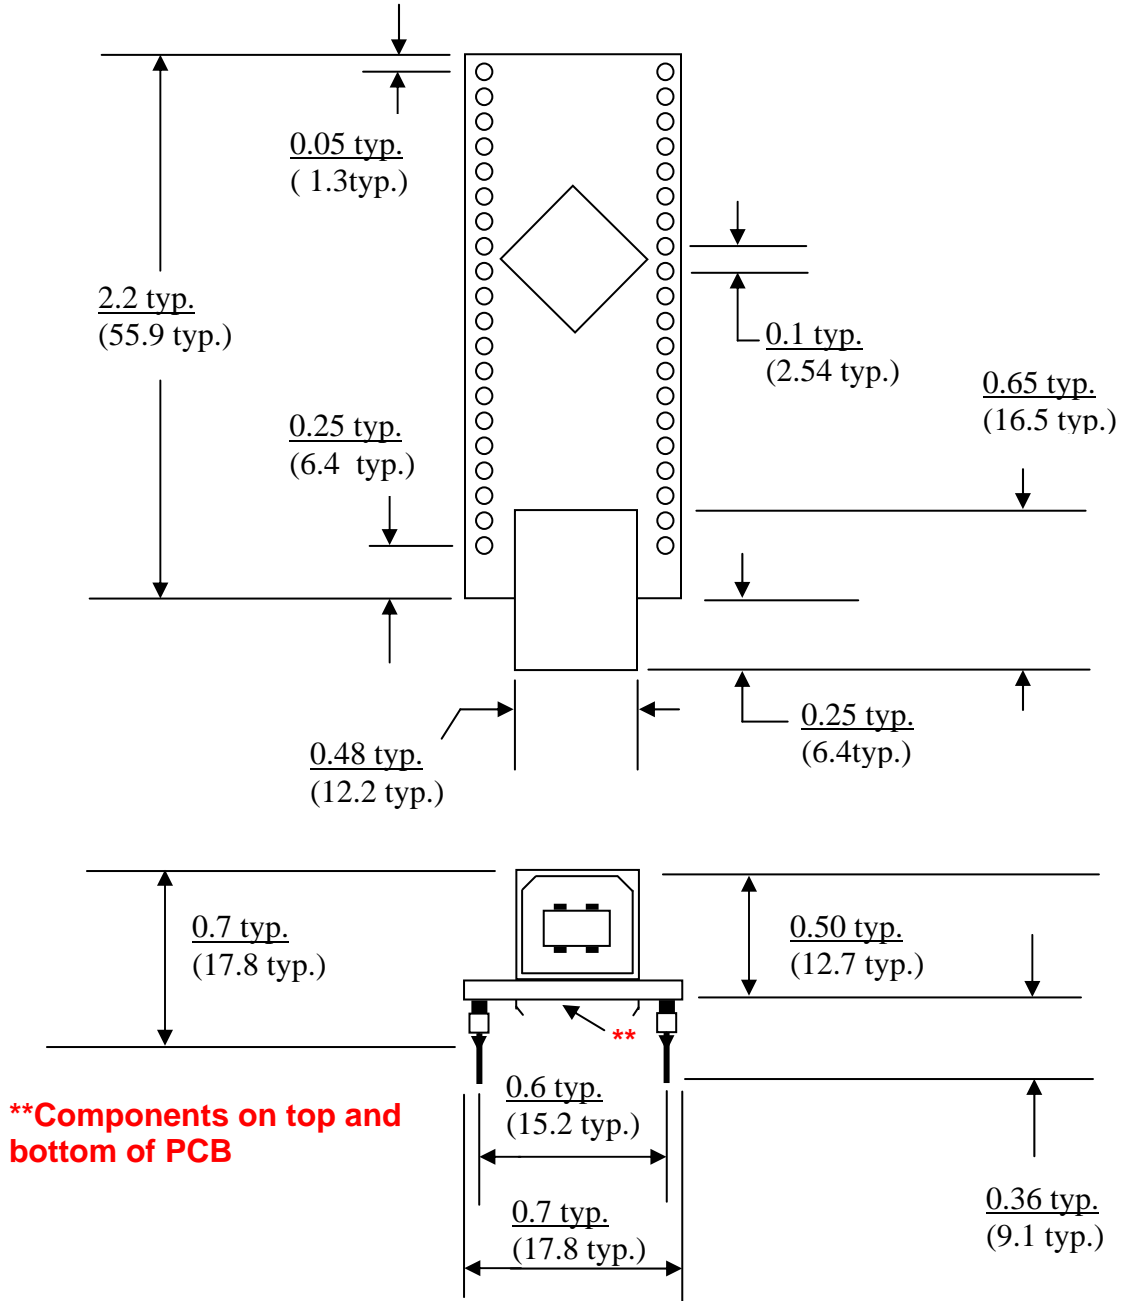 0.05 typ.
( 1.3typ.)
2.2 typ.
(55.9 typ.)
0.1 typ.
(2.54 typ.)
0.65 typ.
(16.5 typ.)
0.25 typ.
(6.4 typ.)
0.25 typ.
(6.4typ.)
0.48 typ.
(12.2 typ.)
0.7 typ.
(17.8 typ.)
0.50 typ.
(12.7 typ.)
**
0.6 typ.
(15.2 typ.)
**Components on top and
bottom of PCB
0.36 typ.
(9.1 typ.)
0.7 typ.
(17.8 typ.)